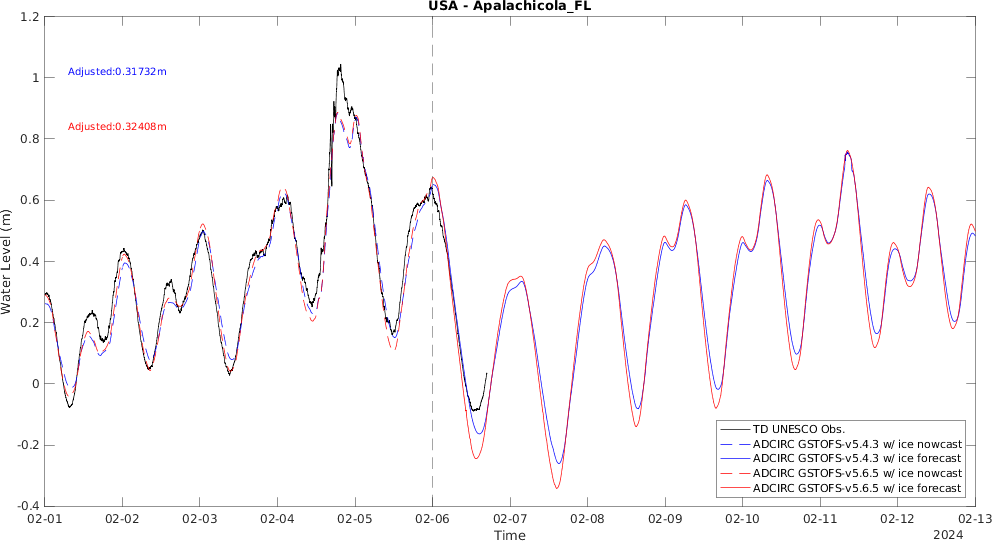 USA - Apalachicola_FL
1.2
1
0.8
0.6
0.4
0.2
0
-0.2
-0.4
Water Level (m)
Adjusted:0.31732m
Adjusted:0.32408m
TD UNESCO Obs.
ADCIRC GSTOFS-v5.4.3 w/ ice nowcast
ADCIRC GSTOFS-v5.4.3 w/ ice forecast
ADCIRC GSTOFS-v5.6.5 w/ ice nowcast
ADCIRC GSTOFS-v5.6.5 w/ ice forecast
02-01 02-02 02-03 02-04 02-05 02-06 02-07 02-08 02-09 02-10 02-11 02-12 02-13
Time
2024